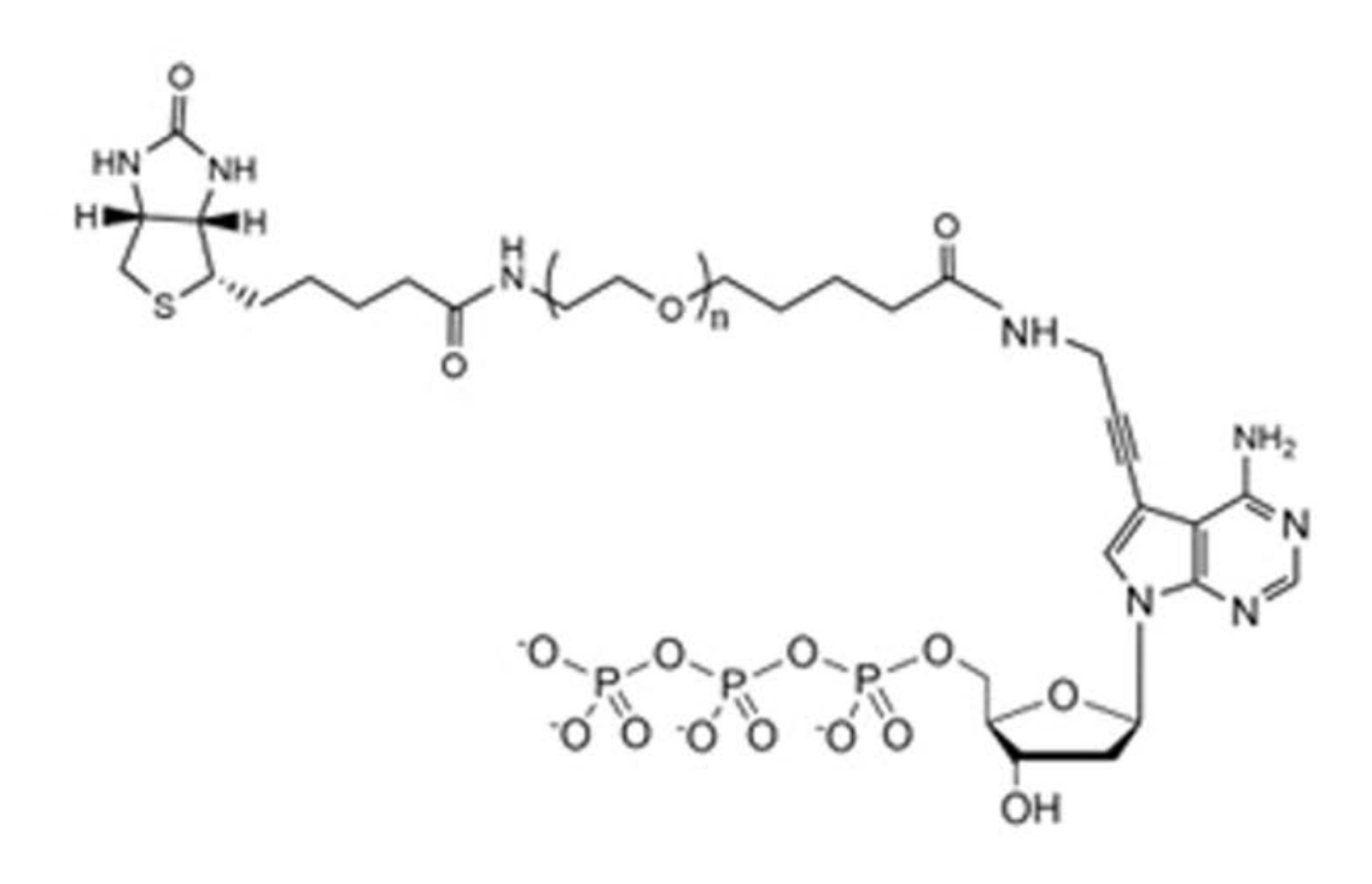 O
HN NH
H H
S
H
N
O
( O )n
O
NH
NH₂
N
N N
⁻O O O O
P P P
⁻O O ⁻O O ⁻O O
O
OH